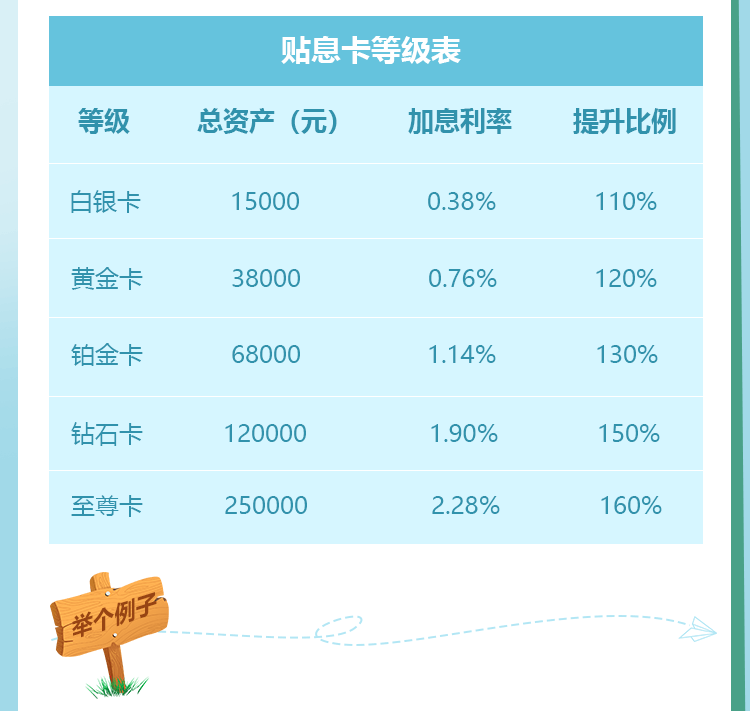 贴息卡等级表
等级 总资产（元） 加息利率 提升比例
白银卡 15000 0.38% 110%
黄金卡 38000 0.76% 120%
铂金卡 68000 1.14% 130%
钻石卡 120000 1.90% 150%
至尊卡 250000 2.28% 160%
举个例子